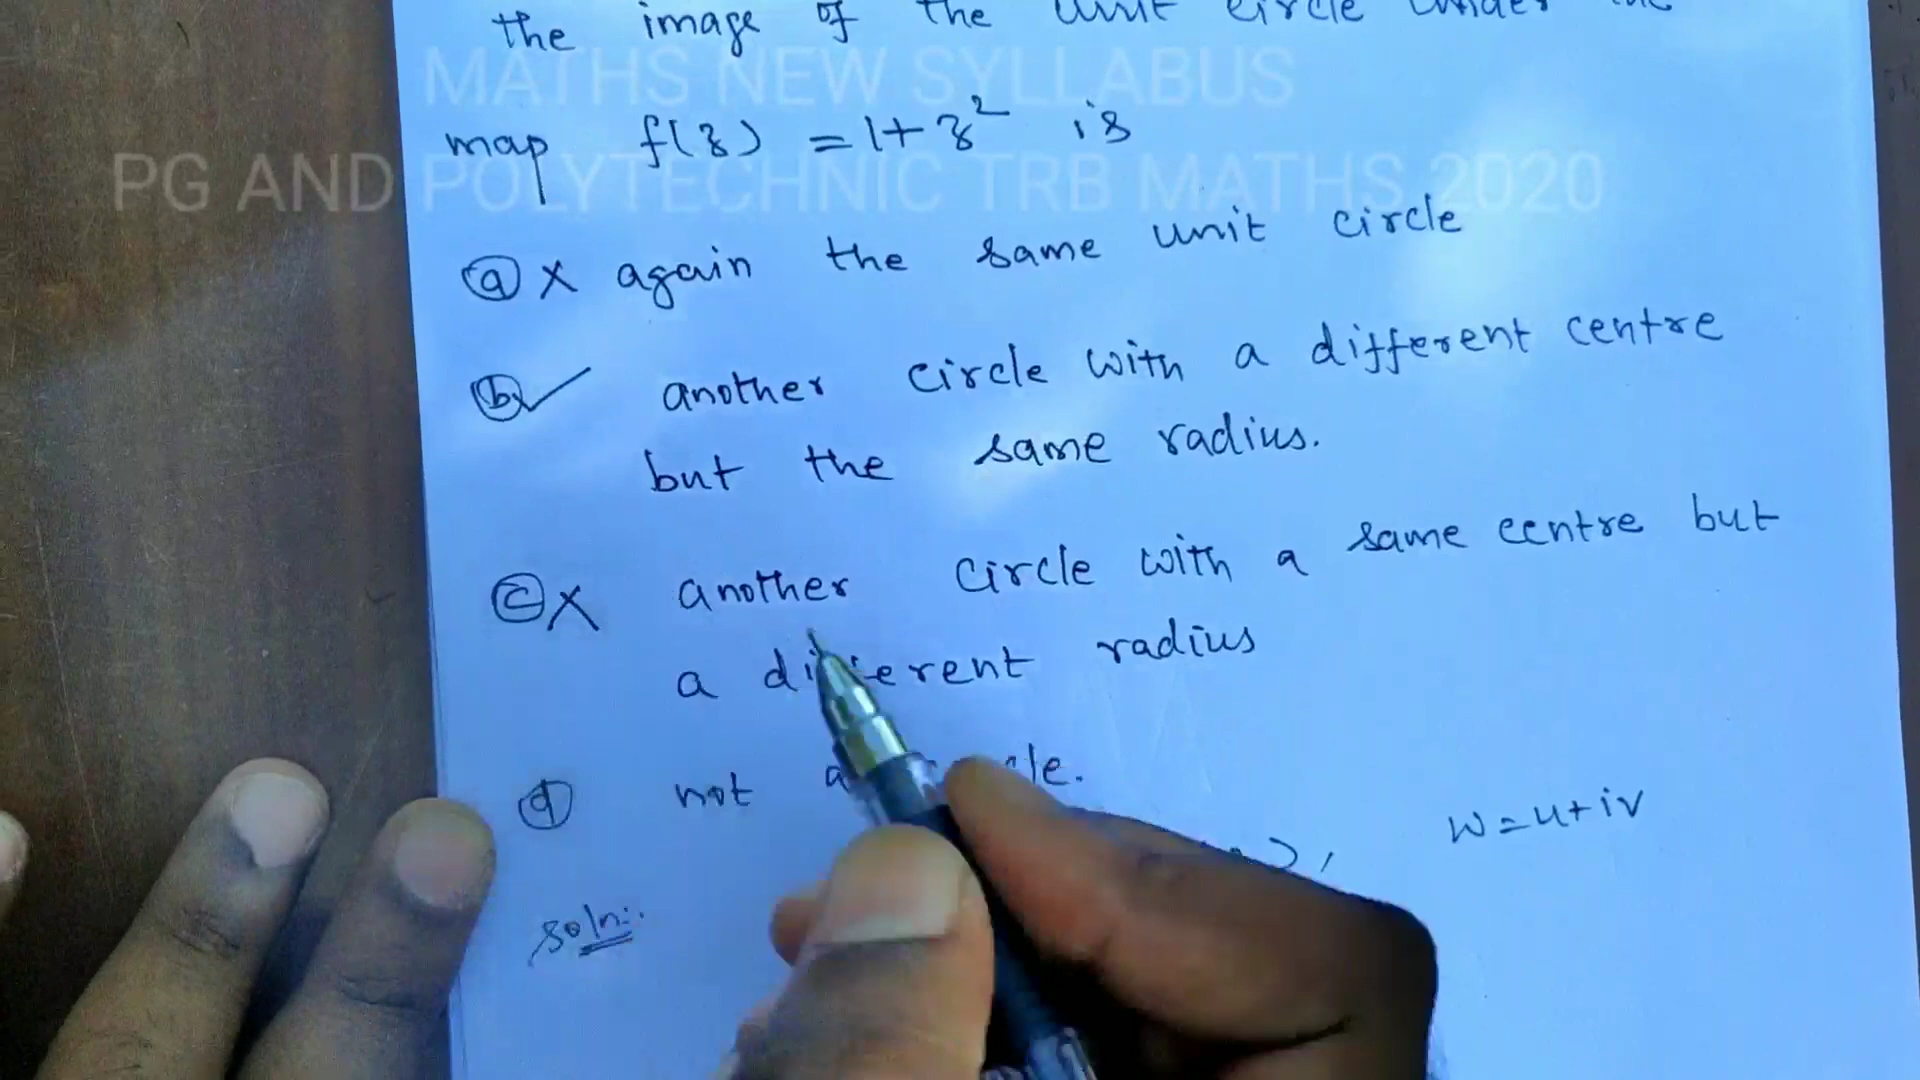 the image of the unit circle under the
MATHS NEW SYLLABUS
map f(z) = 1 + z² is
PG AND POLYTECHNIC TRB MATHS 2020
ⓐ X again the same unit circle
ⓑ ✓ another circle with a different centre
but the same radius.
ⓒ X another circle with a same centre but
a different radius
ⓓ not a
w = u + iv
soln: